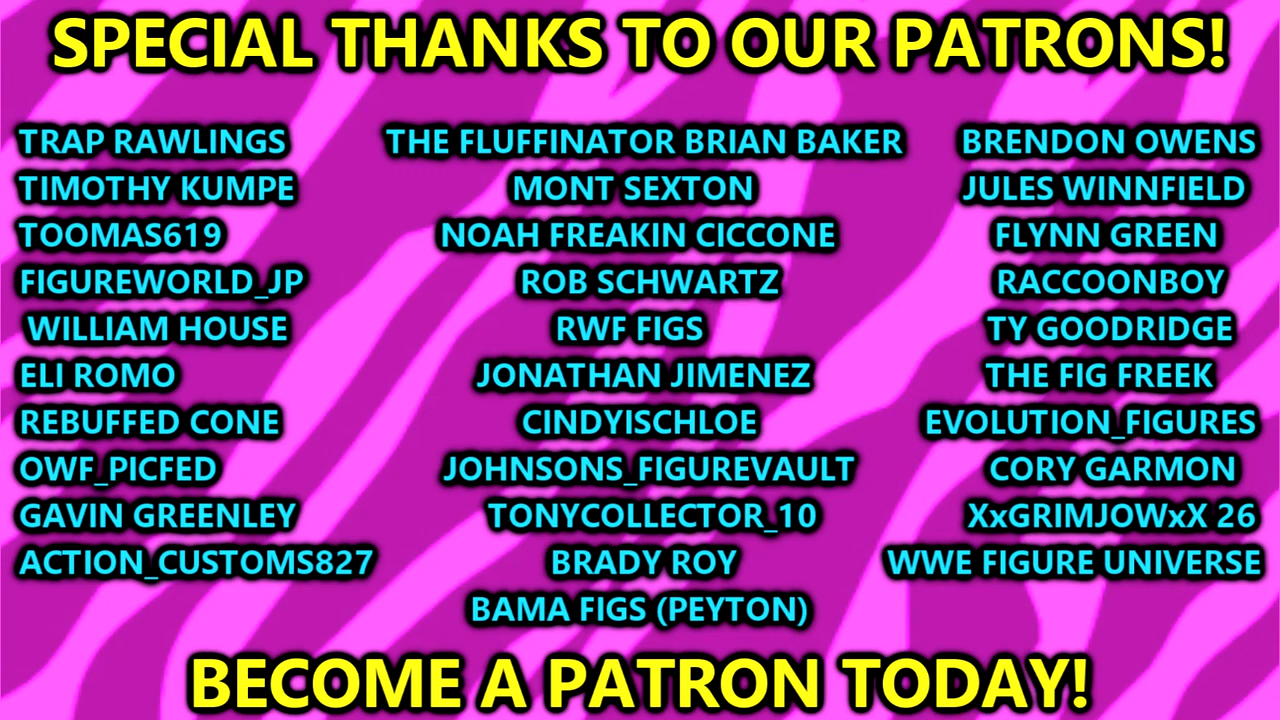 SPECIAL THANKS TO OUR PATRONS!
TRAP RAWLINGS
TIMOTHY KUMPE
TOOMAS619
FIGUREWORLD_JP
WILLIAM HOUSE
ELI ROMO
REBUFFED CONE
OWF_PICFED
GAVIN GREENLEY
ACTION_CUSTOMS827
THE FLUFFINATOR BRIAN BAKER
MONT SEXTON
NOAH FREAKIN CICCONE
ROB SCHWARTZ
RWF FIGS
JONATHAN JIMENEZ
CINDYISCHLOE
JOHNSONS_FIGUREVAULT
TONYCOLLECTOR_10
BRADY ROY
BAMA FIGS (PEYTON)
BRENDON OWENS
JULES WINNFIELD
FLYNN GREEN
RACCOONBOY
TY GOODRIDGE
THE FIG FREEK
EVOLUTION_FIGURES
CORY GARMON
XxGRIMJOWxX 26
WWE FIGURE UNIVERSE
BECOME A PATRON TODAY!